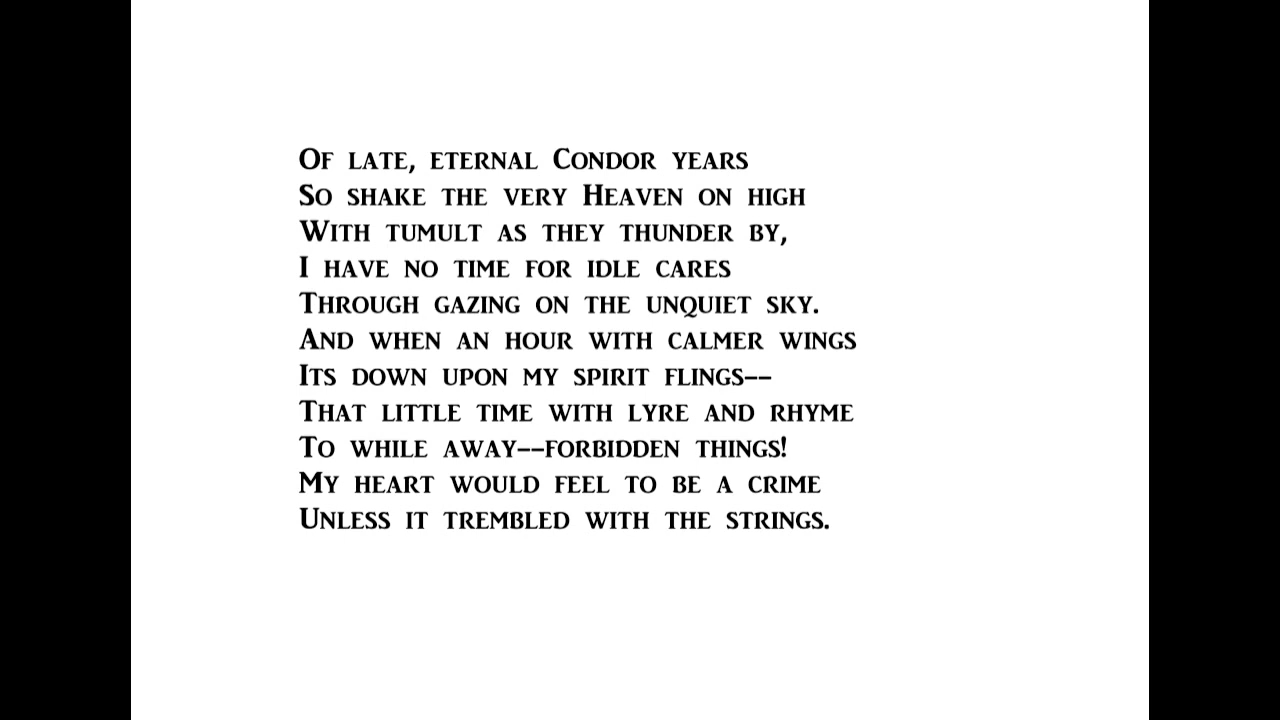 Of late, eternal Condor years
So shake the very Heaven on high
With tumult as they thunder by,
I have no time for idle cares
Through gazing on the unquiet sky.
And when an hour with calmer wings
Its down upon my spirit flings--
That little time with lyre and rhyme
To while away--forbidden things!
My heart would feel to be a crime
Unless it trembled with the strings.